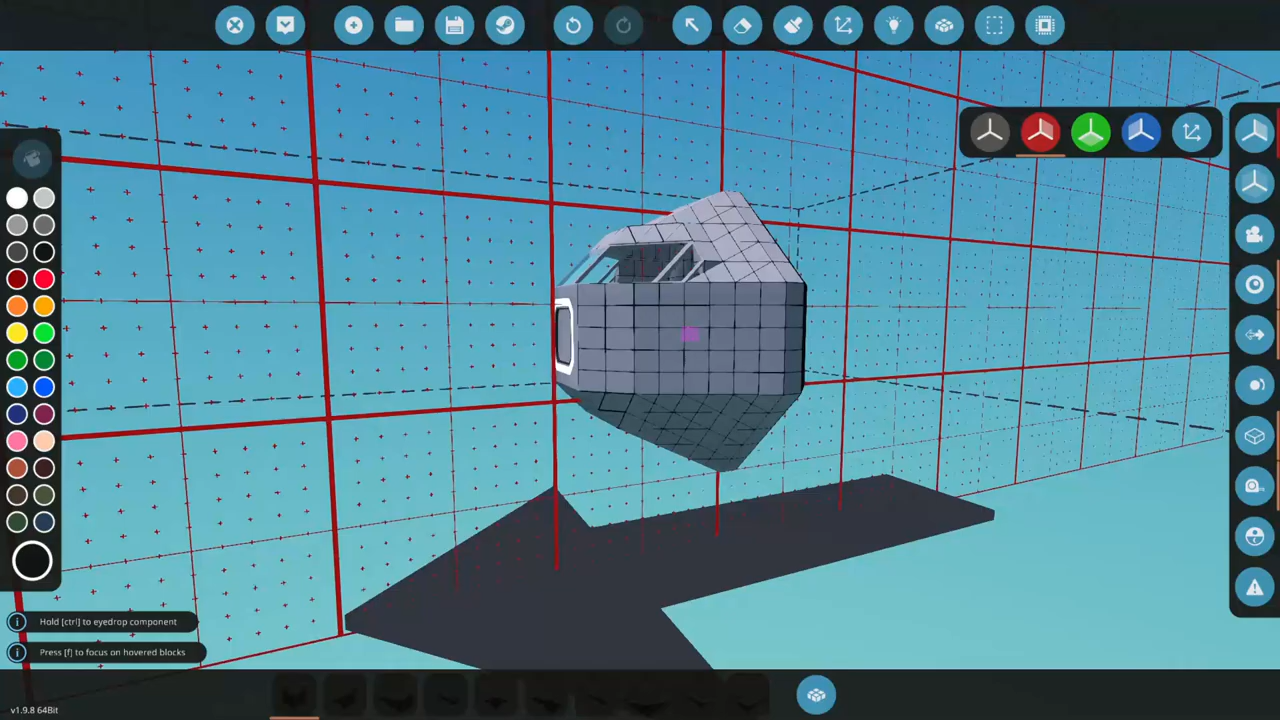 Hold [ctrl] to eyedrop component
Press [f] to focus on hovered blocks
v1.9.8 64Bit